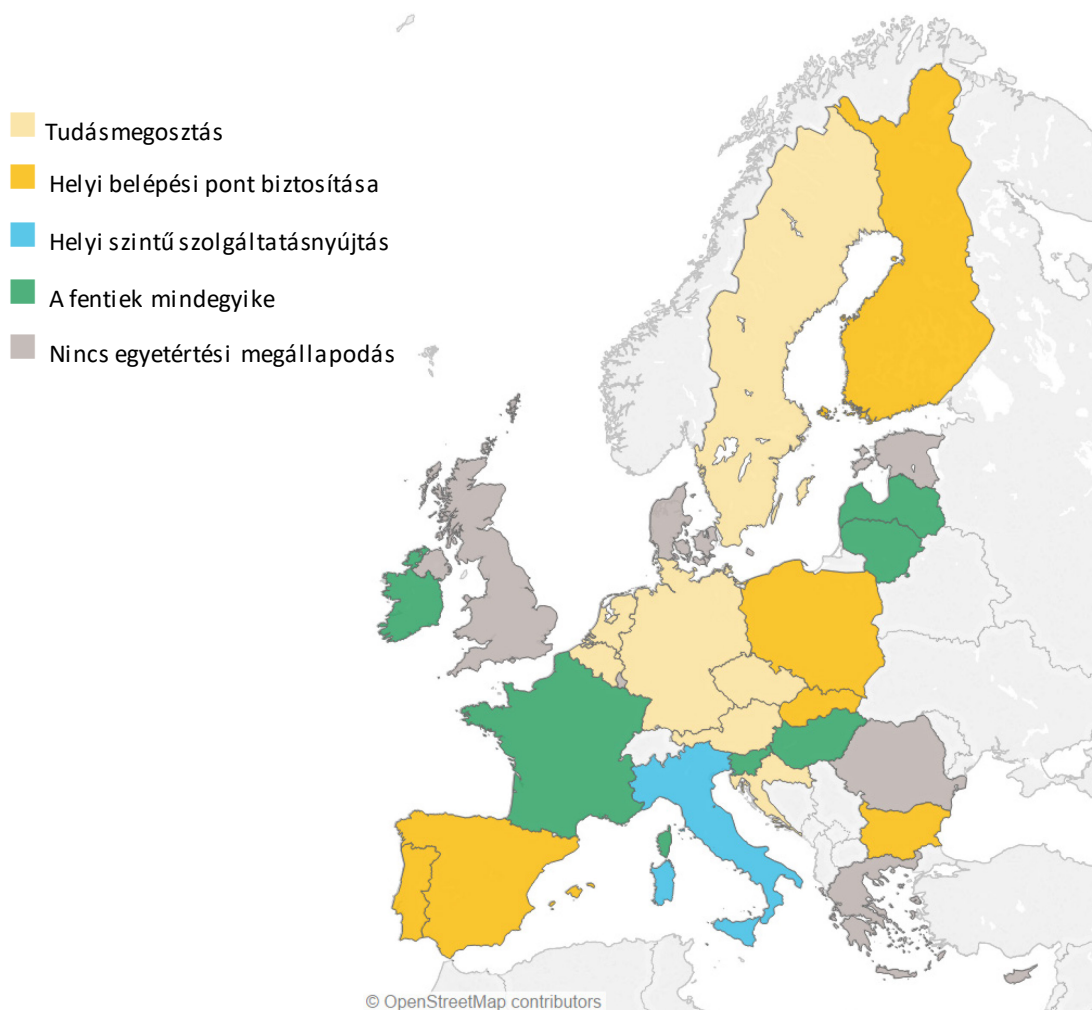 Tudásmegosztás
Helyi belépési pont biztosítása
Helyi szintű szolgáltatásnyújtás
A fentiek mindegyike
Nincs egyetértési megállapodás
© OpenStreetMap contributors